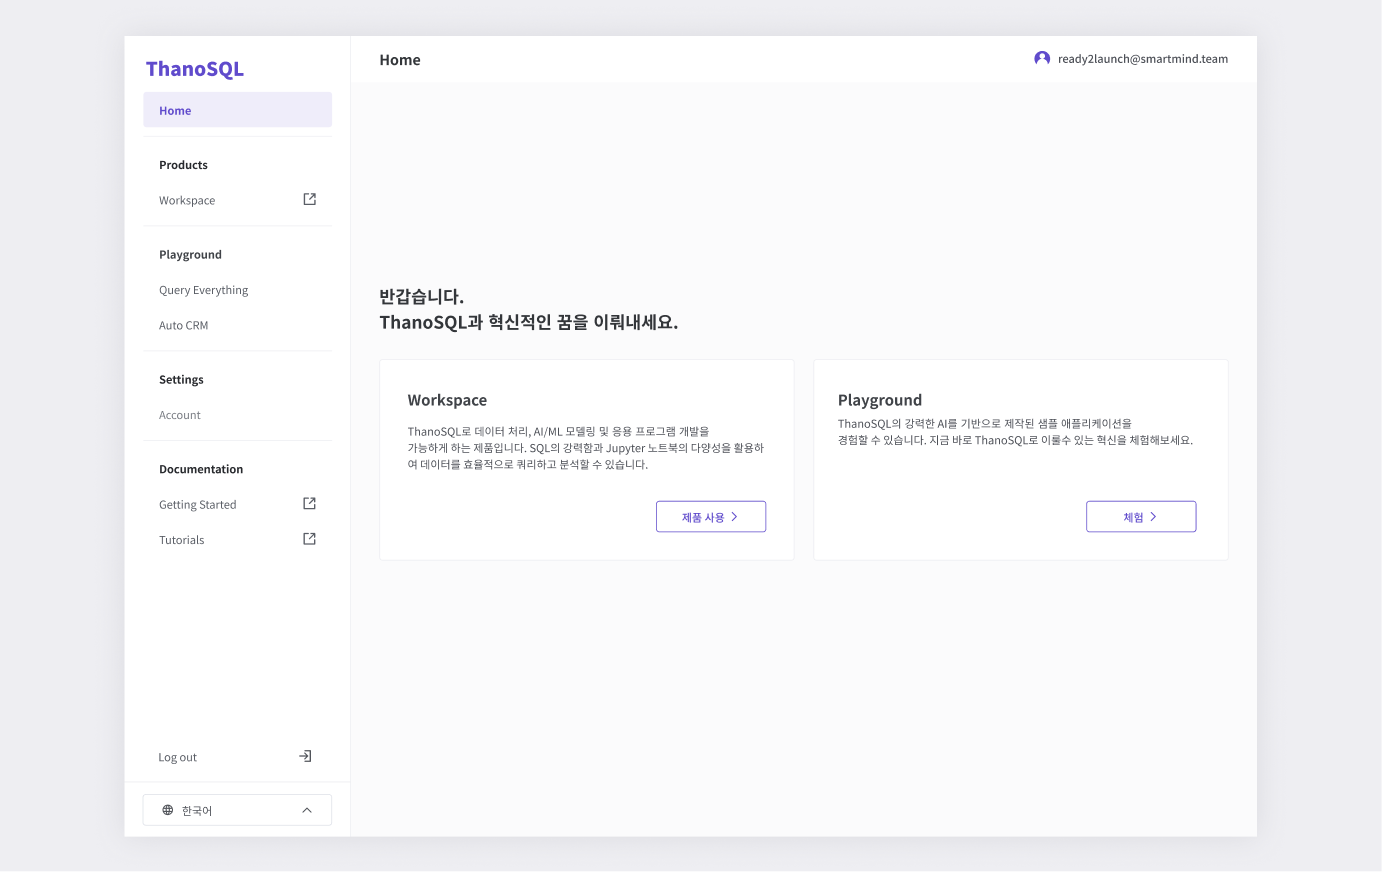 ThanoSQL
Home
Products
Workspace
Playground
Query Everything
Auto CRM
Settings
Account
Documentation
Getting Started
Tutorials
Log out
한국어
Home
ready2launch@smartmind.team
반갑습니다.
ThanoSQL과 혁신적인 꿈을 이뤄내세요.
Workspace
ThanoSQL로 데이터 처리, AI/ML 모델링 및 응용 프로그램 개발을
가능하게 하는 제품입니다. SQL의 강력함과 Jupyter 노트북의 다양성을 활용하
여 데이터를 효율적으로 쿼리하고 분석할 수 있습니다.
제품 사용
Playground
ThanoSQL의 강력한 AI를 기반으로 제작된 샘플 애플리케이션을
경험할 수 있습니다. 지금 바로 ThanoSQL로 이룰수 있는 혁신을 체험해보세요.
체험